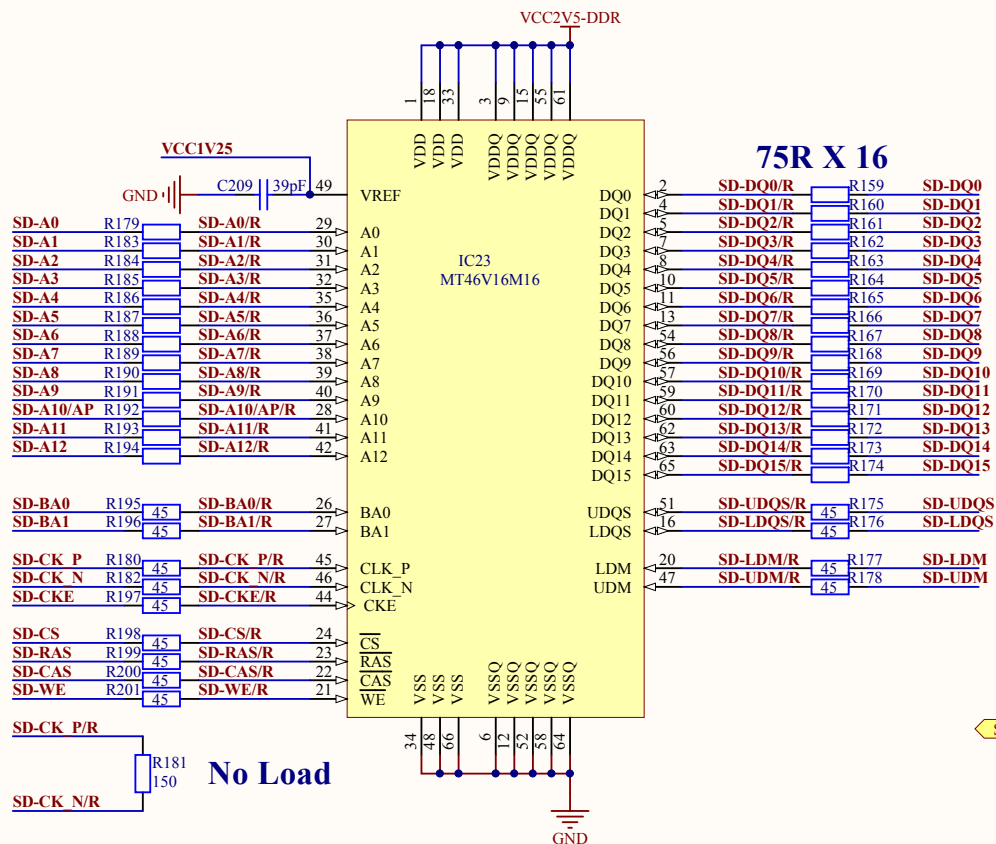 VCC2V5-DDR
1 18 33 3 9 15 55 61
VDD VDD VDD VDDQ VDDQ VDDQ VDDQ VDDQ
75R X 16
VCC1V25
GND C209 39pF 49 VREF
IC23
MT46V16M16
SD-A0 R179 SD-A0/R 29 A0
SD-A1 R183 SD-A1/R 30 A1
SD-A2 R184 SD-A2/R 31 A2
SD-A3 R185 SD-A3/R 32 A3
SD-A4 R186 SD-A4/R 35 A4
SD-A5 R187 SD-A5/R 36 A5
SD-A6 R188 SD-A6/R 37 A6
SD-A7 R189 SD-A7/R 38 A7
SD-A8 R190 SD-A8/R 39 A8
SD-A9 R191 SD-A9/R 40 A9
SD-A10/AP R192 SD-A10/AP/R 28 A10
SD-A11 R193 SD-A11/R 41 A11
SD-A12 R194 SD-A12/R 42 A12
SD-BA0 R195 45 SD-BA0/R 26 BA0
SD-BA1 R196 45 SD-BA1/R 27 BA1
SD-CK_P R180 45 SD-CK_P/R 45 CLK_P
SD-CK_N R182 45 SD-CK_N/R 46 CLK_N
SD-CKE R197 45 SD-CKE/R 44 CKE
SD-CS R198 45 SD-CS/R 24 CS
SD-RAS R199 45 SD-RAS/R 23 RAS
SD-CAS R200 45 SD-CAS/R 22 CAS
SD-WE R201 45 SD-WE/R 21 WE
DQ0 2 SD-DQ0/R R159 SD-DQ0
DQ1 4 SD-DQ1/R R160 SD-DQ1
DQ2 5 SD-DQ2/R R161 SD-DQ2
DQ3 7 SD-DQ3/R R162 SD-DQ3
DQ4 8 SD-DQ4/R R163 SD-DQ4
DQ5 10 SD-DQ5/R R164 SD-DQ5
DQ6 11 SD-DQ6/R R165 SD-DQ6
DQ7 13 SD-DQ7/R R166 SD-DQ7
DQ8 54 SD-DQ8/R R167 SD-DQ8
DQ9 56 SD-DQ9/R R168 SD-DQ9
DQ10 57 SD-DQ10/R R169 SD-DQ10
DQ11 59 SD-DQ11/R R170 SD-DQ11
DQ12 60 SD-DQ12/R R171 SD-DQ12
DQ13 62 SD-DQ13/R R172 SD-DQ13
DQ14 63 SD-DQ14/R R173 SD-DQ14
DQ15 65 SD-DQ15/R R174 SD-DQ15
UDQS 51 SD-UDQS/R 45 R175 SD-UDQS
LDQS 16 SD-LDQS/R 45 R176 SD-LDQS
LDM 20 SD-LDM/R 45 R177 SD-LDM
UDM 47 SD-UDM/R 45 R178 SD-UDM
VSS VSS VSS VSSQ VSSQ VSSQ VSSQ VSSQ
34 48 66 6 12 52 58 64
GND
SD-CK_P/R
R181
150
No Load
SD-CK_N/R